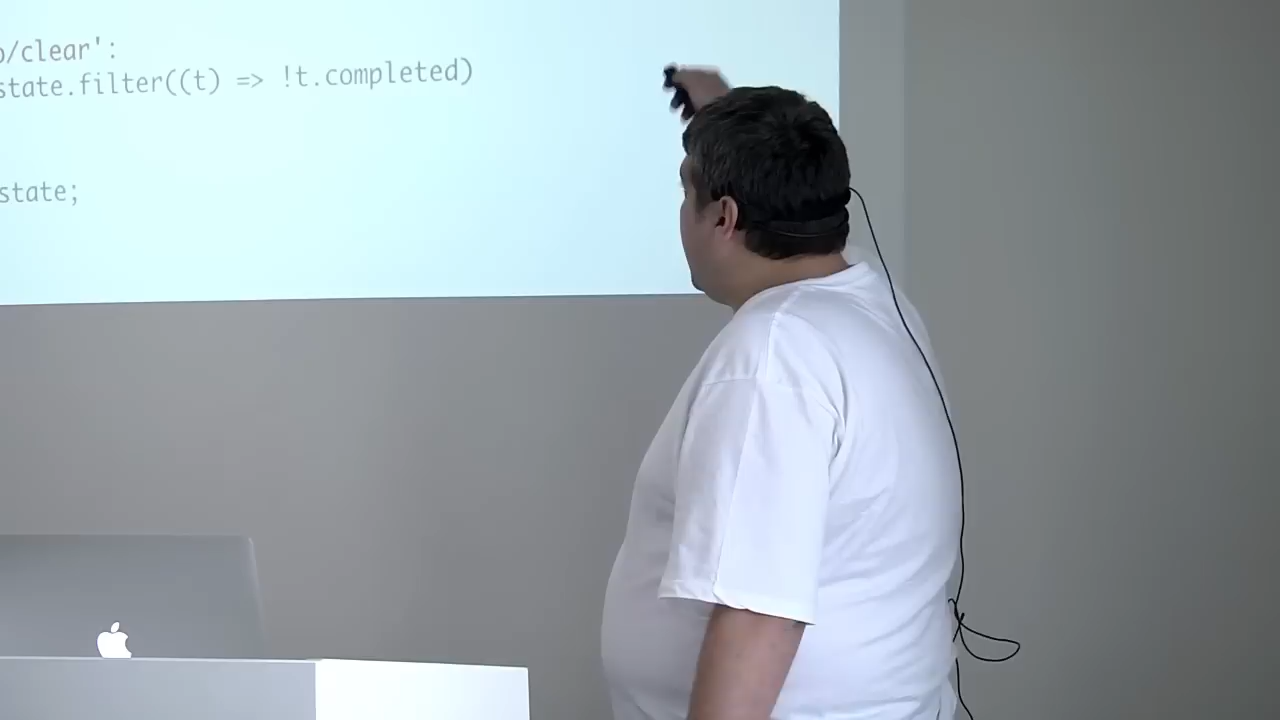 o/clear':
state.filter((t) => !t.completed)
state;